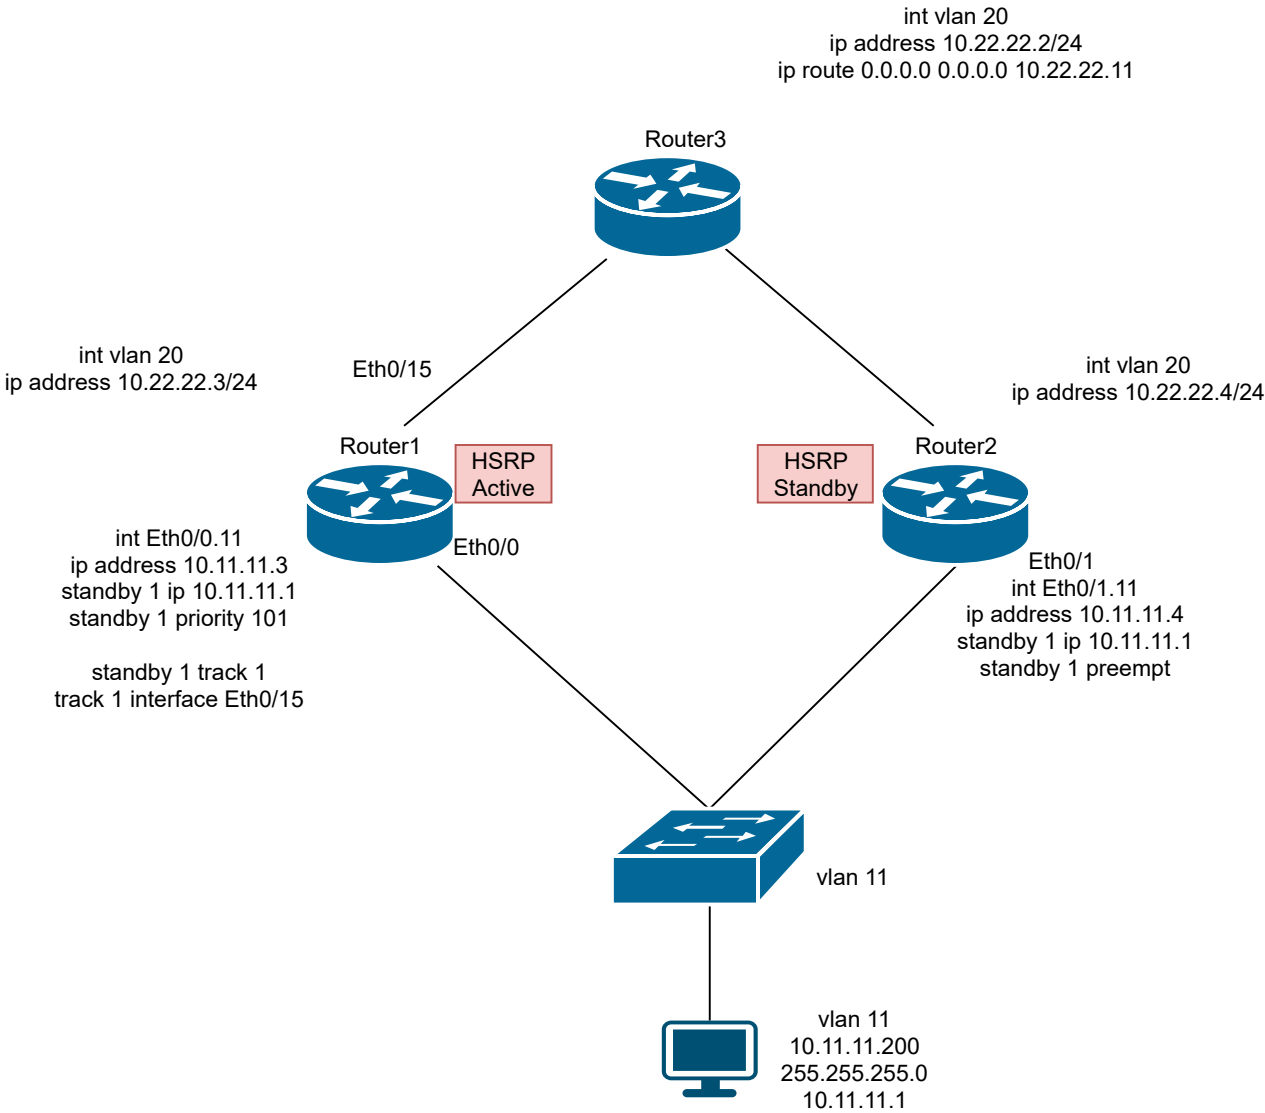 int vlan 20
ip address 10.22.22.2/24
ip route 0.0.0.0 0.0.0.0 10.22.22.11
Router3
int vlan 20
ip address 10.22.22.3/24
Eth0/15
int vlan 20
ip address 10.22.22.4/24
Router1
HSRP
Active
HSRP
Standby
Router2
int Eth0/0.11
ip address 10.11.11.3
standby 1 ip 10.11.11.1
standby 1 priority 101
standby 1 track 1
track 1 interface Eth0/15
Eth0/0
Eth0/1
int Eth0/1.11
ip address 10.11.11.4
standby 1 ip 10.11.11.1
standby 1 preempt
vlan 11
vlan 11
10.11.11.200
255.255.255.0
10.11.11.1